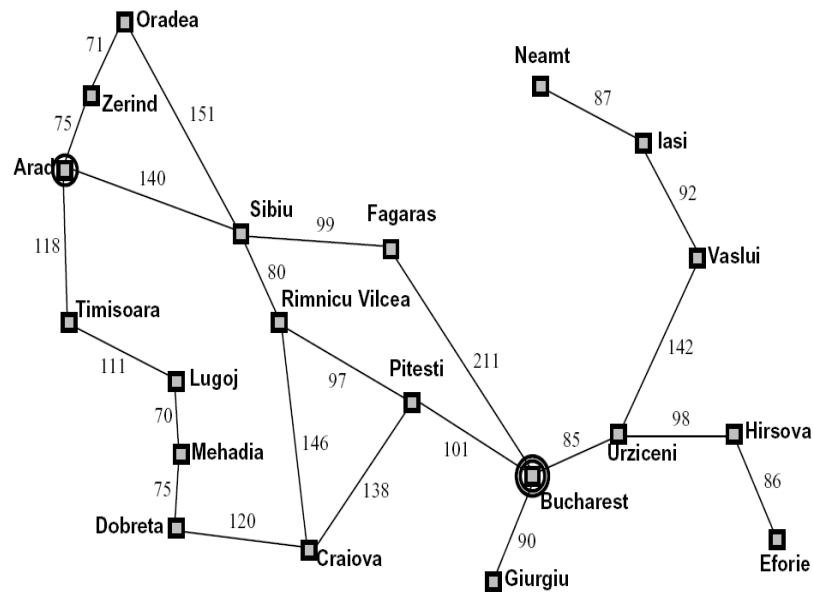 Oradea
71
Neamt
87
Zerind
151
75
Iasi
Arad
140
92
Sibiu
Fagaras
99
118
80
Vaslui
Timisoara
Rimnicu Vilcea
142
111
Lugoj
97
Pitesti
211
70
98
Hirsova
146
101
85
Urziceni
Mehadia
75
138
86
Bucharest
Dobreta
120
90
Craiova
Eforie
Giurgiu